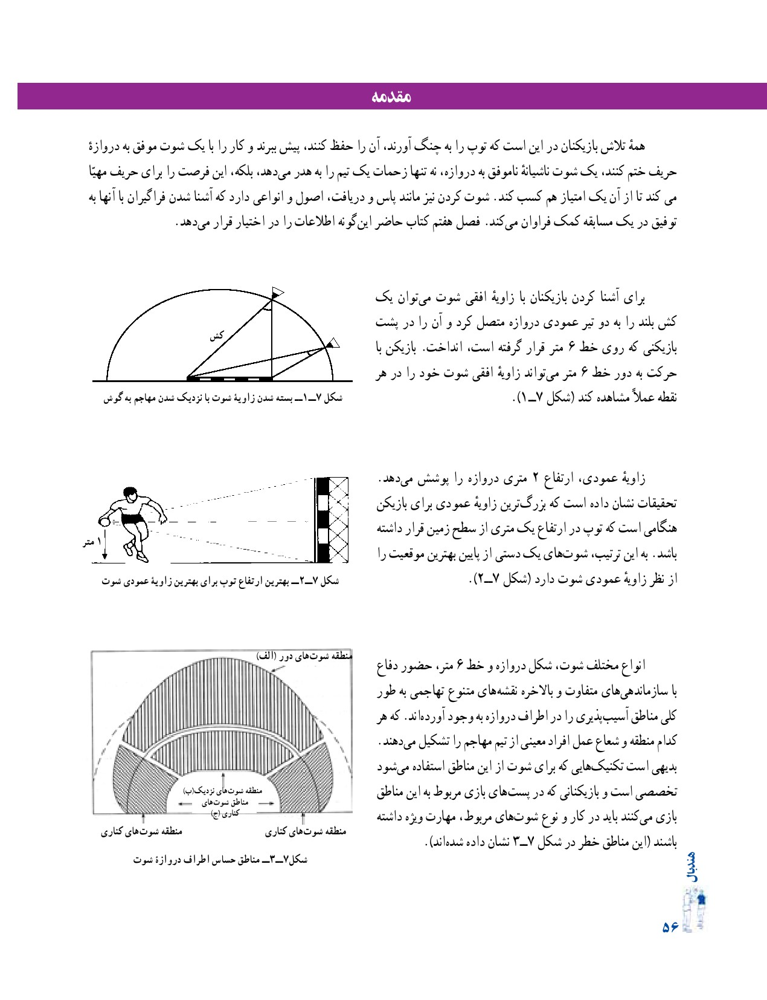 مقدمه
همهٔ تلاش بازیکنان در این است که توپ را به چنگ آورند، آن را حفظ کنند، پیش ببرند و کار را با یک شوت موفق به دروازهٔ
حریف ختم کنند، یک شوت ناشیانهٔ ناموفق به دروازه، نه تنها زحمات یک تیم را به هدر می‌دهد، بلکه، این فرصت را برای حریف مهیّا
می کند تا از آن یک امتیاز هم کسب کند. شوت کردن نیز مانند پاس و دریافت، اصول و انواعی دارد که آشنا شدن فراگیران با آنها به
توفیق در یک مسابقه کمک فراوان می‌کند. فصل هفتم کتاب حاضر این‌گونه اطلاعات را در اختیار قرار می‌دهد.
برای آشنا کردن بازیکنان با زاویهٔ افقی شوت می‌توان یک
کش بلند را به دو تیر عمودی دروازه متصل کرد و آن را در پشت
بازیکنی که روی خط ۶ متر قرار گرفته است، انداخت. بازیکن با
حرکت به دور خط ۶ متر می‌تواند زاویهٔ افقی شوت خود را در هر
نقطه عملاً مشاهده کند (شکل ۷ــ۱).
کش
شکل ۷ــ۱ــ بسته شدن زاویهٔ شوت با نزدیک شدن مهاجم به گوش
زاویهٔ عمودی، ارتفاع ۲ متری دروازه را پوشش می‌دهد.
تحقیقات نشان داده است که بزرگ‌ترین زاویهٔ عمودی برای بازیکن
هنگامی است که توپ در ارتفاع یک متری از سطح زمین قرار داشته
باشد. به این ترتیب، شوت‌های یک دستی از پایین بهترین موقعیت را
از نظر زاویهٔ عمودی شوت دارد (شکل ۷ــ۲).
۱ متر
شکل ۷ــ۲ــ بهترین ارتفاع توپ برای بهترین زاویهٔ عمودی شوت
انواع مختلف شوت، شکل دروازه و خط ۶ متر، حضور دفاع
با سازماندهی‌های متفاوت و بالاخره نقشه‌های متنوع تهاجمی به طور
کلی مناطق آسیب‌پذیری را در اطراف دروازه به وجود آورده‌اند. که هر
کدام منطقه و شعاع عمل افراد معینی از تیم مهاجم را تشکیل می‌دهند.
بدیهی است تکنیک‌هایی که برای شوت از این مناطق استفاده می‌شود
تخصصی است و بازیکنانی که در پست‌های بازی مربوط به این مناطق
بازی می‌کنند باید در کار و نوع شوت‌های مربوط، مهارت ویژه داشته
باشند (این مناطق خطر در شکل ۷ــ۳ نشان داده شده‌اند).
منطقه شوت‌های دور (الف)
منطقه شوت‌های نزدیک(ب)
مناطق شوت‌های
کناری (ج)
منطقه شوت‌های کناری
منطقه شوت‌های کناری
شکل۷ــ۳ــ مناطق حساس اطراف دروازهٔ شوت
هندبال
۵۶